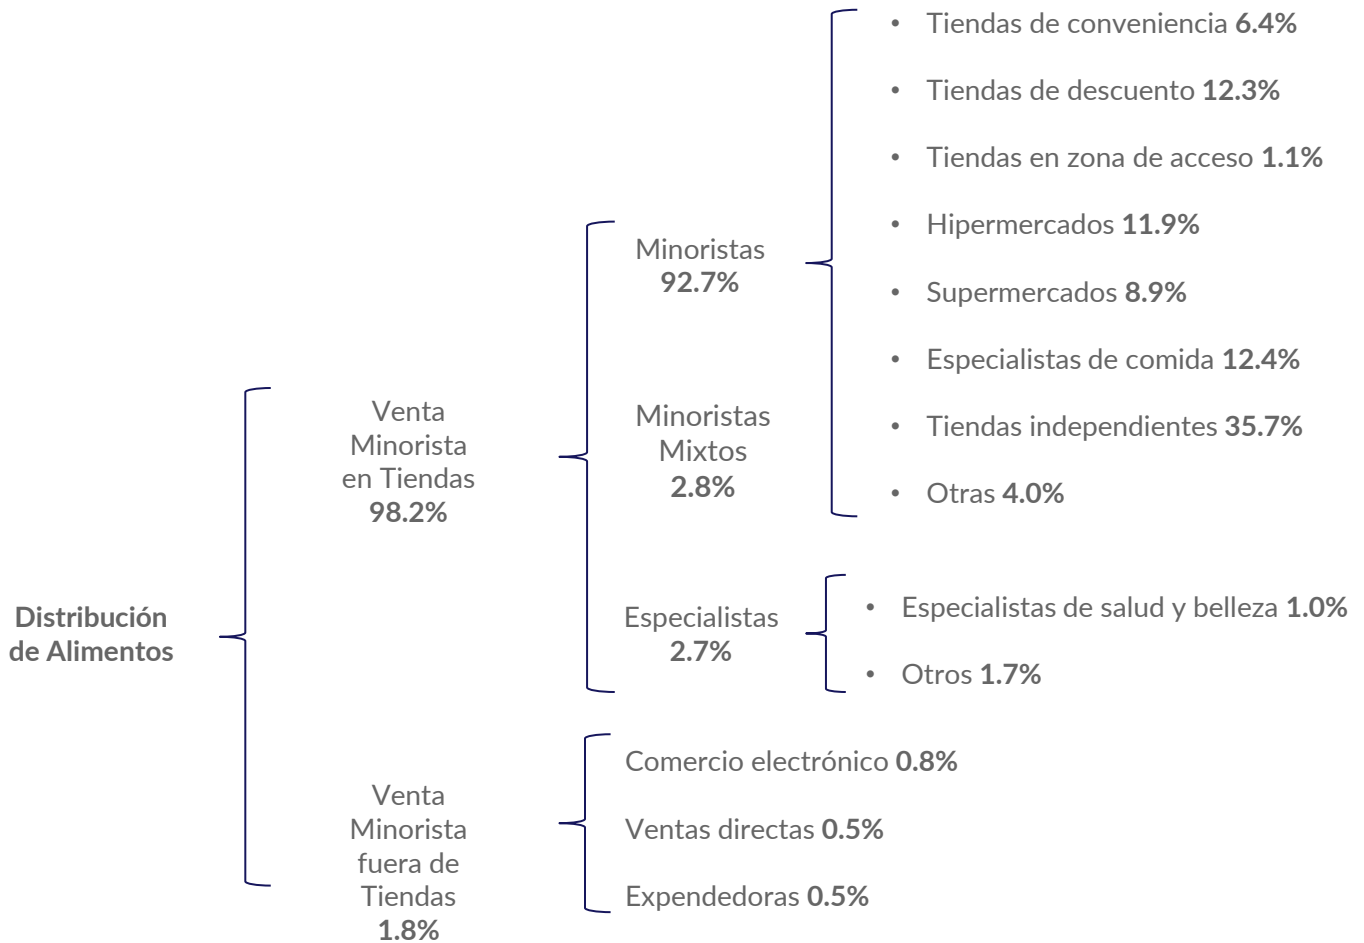 Distribución
de Alimentos
Venta
Minorista
en Tiendas
98.2%
Minoristas
92.7%
• Tiendas de conveniencia 6.4%
• Tiendas de descuento 12.3%
• Tiendas en zona de acceso 1.1%
• Hipermercados 11.9%
• Supermercados 8.9%
• Especialistas de comida 12.4%
• Tiendas independientes 35.7%
• Otras 4.0%
Minoristas
Mixtos
2.8%
Especialistas
2.7%
• Especialistas de salud y belleza 1.0%
• Otros 1.7%
Venta
Minorista
fuera de
Tiendas
1.8%
Comercio electrónico 0.8%
Ventas directas 0.5%
Expendedoras 0.5%